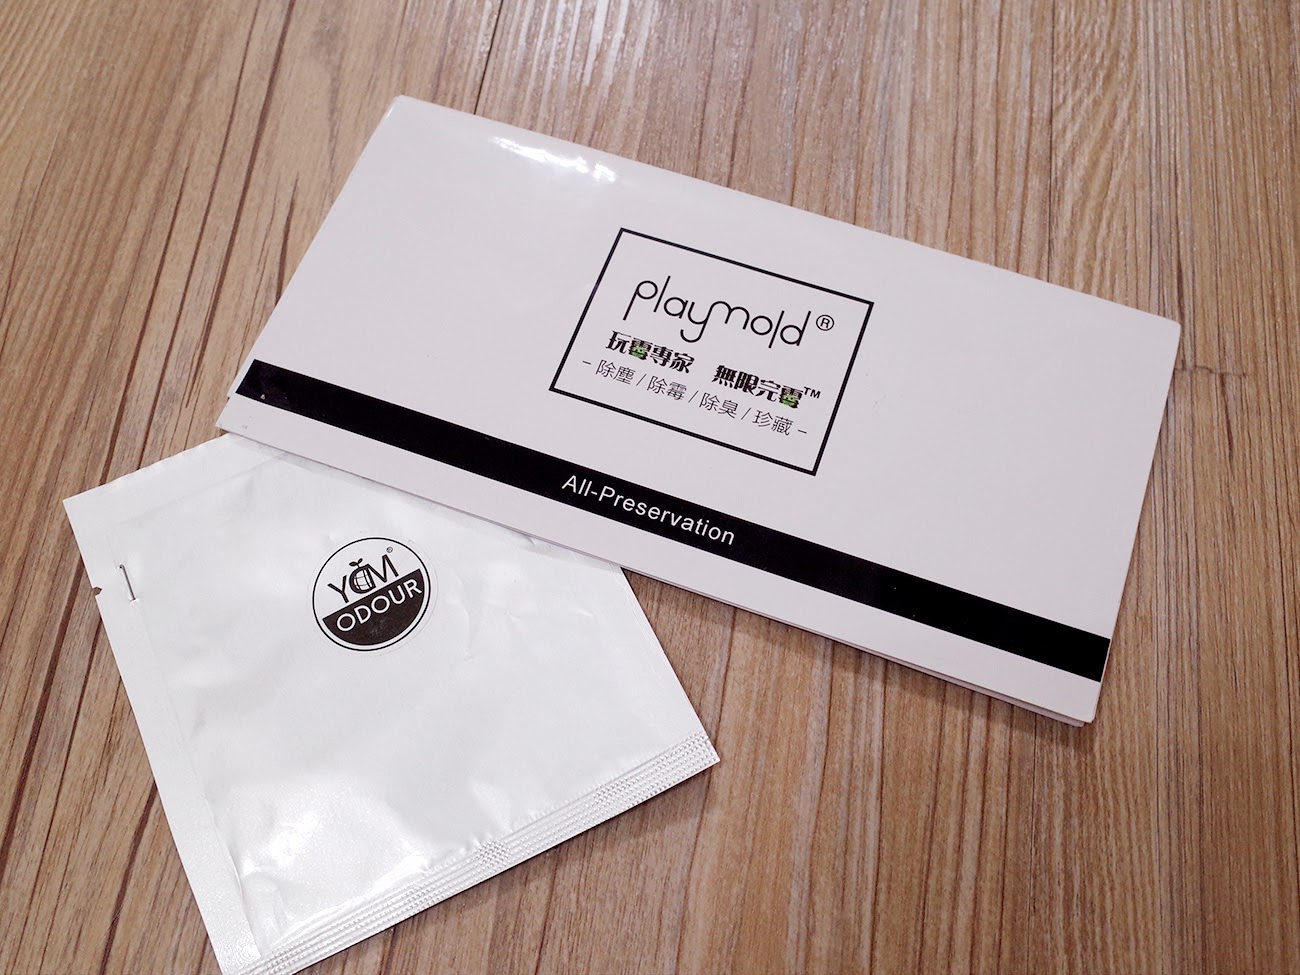 playmold®
玩霉專家 無限完霉™
- 除塵 / 除霉 / 除臭 / 珍藏 -
All-Preservation
YCM®
ODOUR